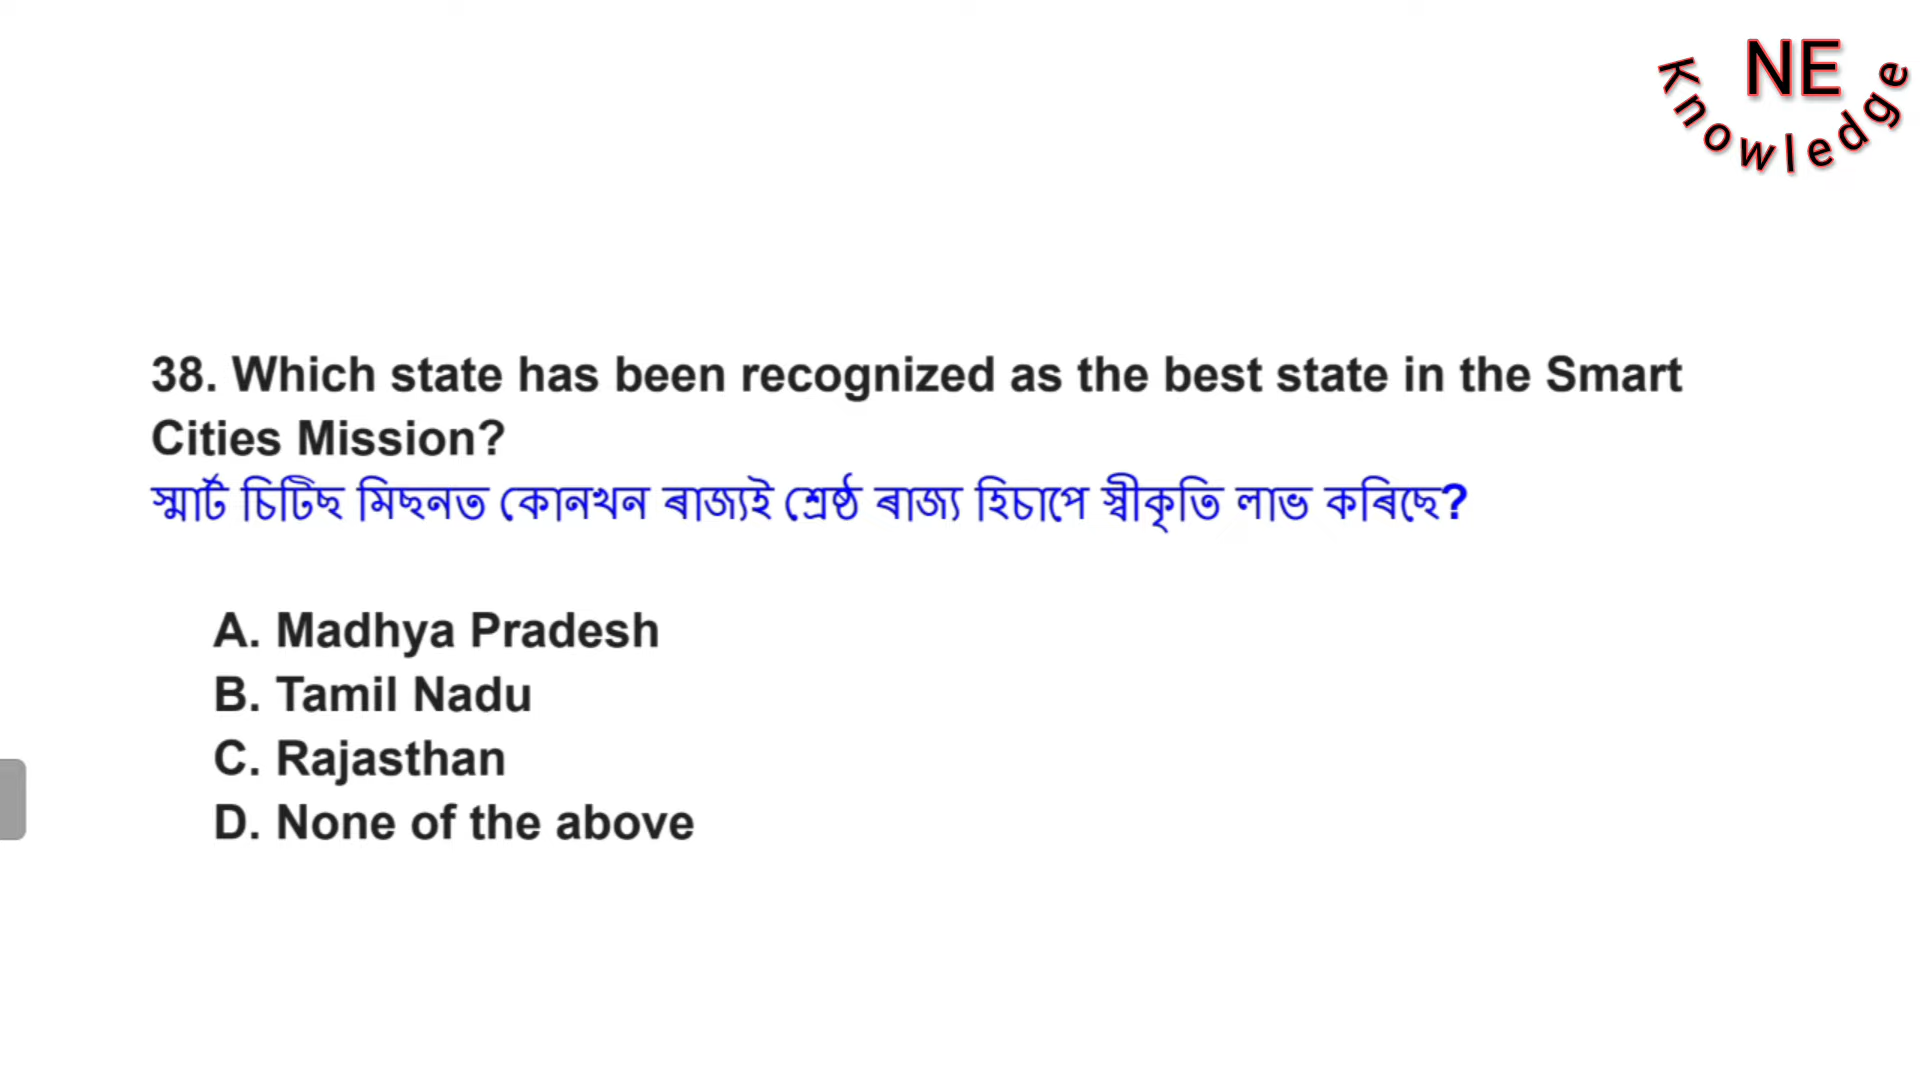 NE
Knowledge
38. Which state has been recognized as the best state in the Smart
Cities Mission?
স্মার্ট চিটিছ মিছনত কোনখন ৰাজ্যই শ্ৰেষ্ঠ ৰাজ্য হিচাপে স্বীকৃতি লাভ কৰিছে?
A. Madhya Pradesh
B. Tamil Nadu
C. Rajasthan
D. None of the above